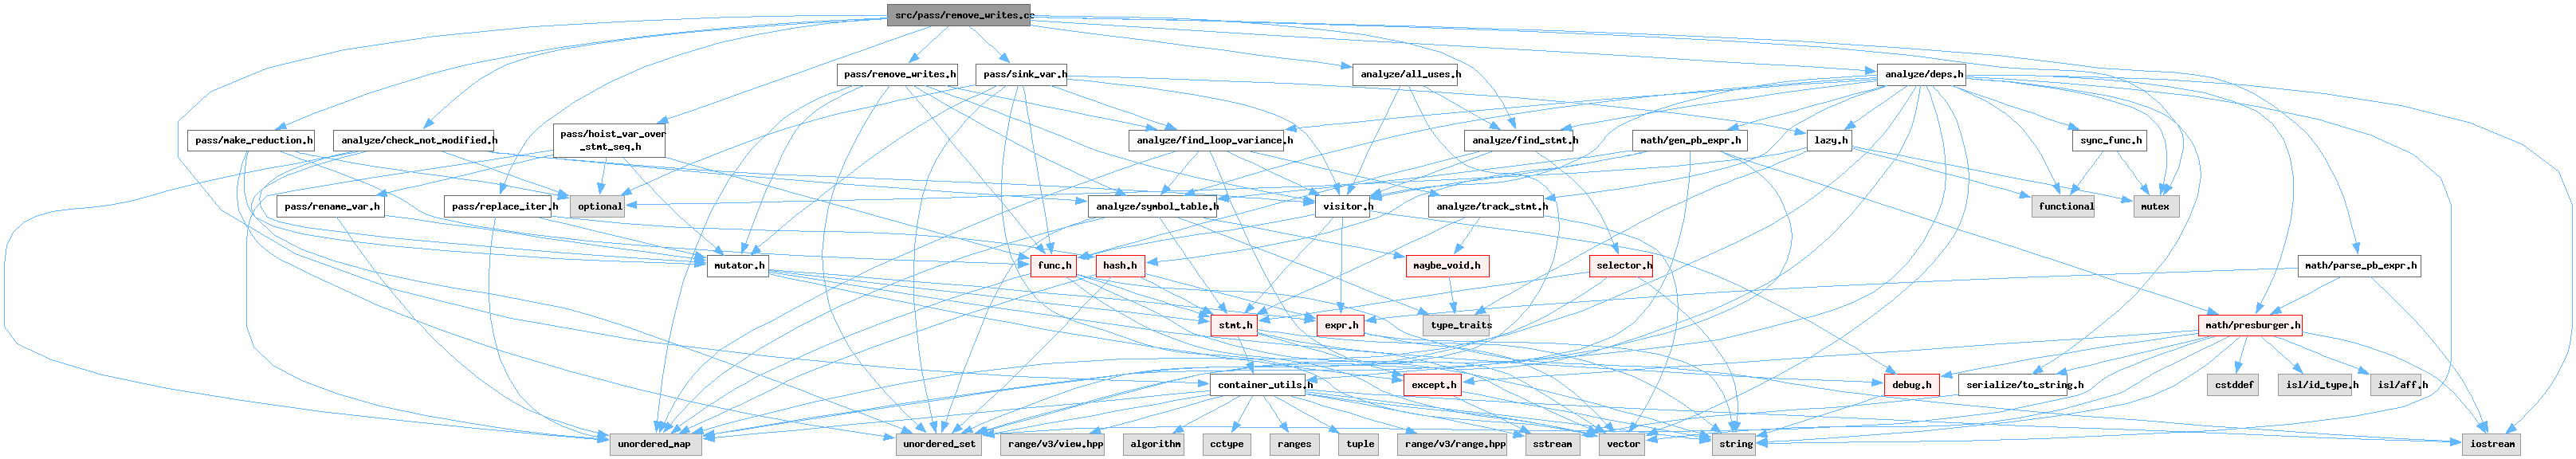 src/pass/remove_writes.cc
pass/remove_writes.h
pass/sink_var.h
analyze/all_uses.h
analyze/deps.h
pass/make_reduction.h
analyze/check_not_modified.h
pass/hoist_var_over
_stmt_seq.h
analyze/find_loop_variance.h
analyze/find_stmt.h
math/gen_pb_expr.h
lazy.h
sync_func.h
pass/rename_var.h
pass/replace_iter.h
optional
analyze/symbol_table.h
visitor.h
analyze/track_stmt.h
functional
mutex
mutator.h
func.h
hash.h
maybe_void.h
selector.h
math/parse_pb_expr.h
stmt.h
expr.h
type_traits
math/presburger.h
container_utils.h
except.h
debug.h
serialize/to_string.h
cstddef
isl/id_type.h
isl/aff.h
unordered_map
unordered_set
range/v3/view.hpp
algorithm
cctype
ranges
tuple
range/v3/range.hpp
sstream
vector
string
iostream